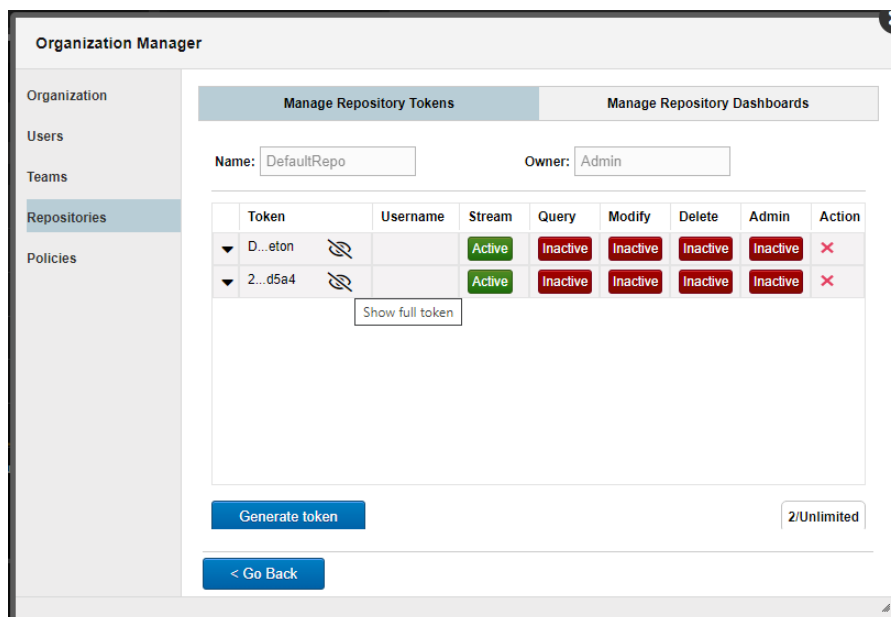 Organization Manager
Organization
Users
Teams
Repositories
Policies
Manage Repository Tokens
Manage Repository Dashboards
Name: DefaultRepo
Owner: Admin
Token Username Stream Query Modify Delete Admin Action
D...eton Active Inactive Inactive Inactive Inactive
2...d5a4 Active Inactive Inactive Inactive Inactive
Show full token
Generate token
2/Unlimited
< Go Back